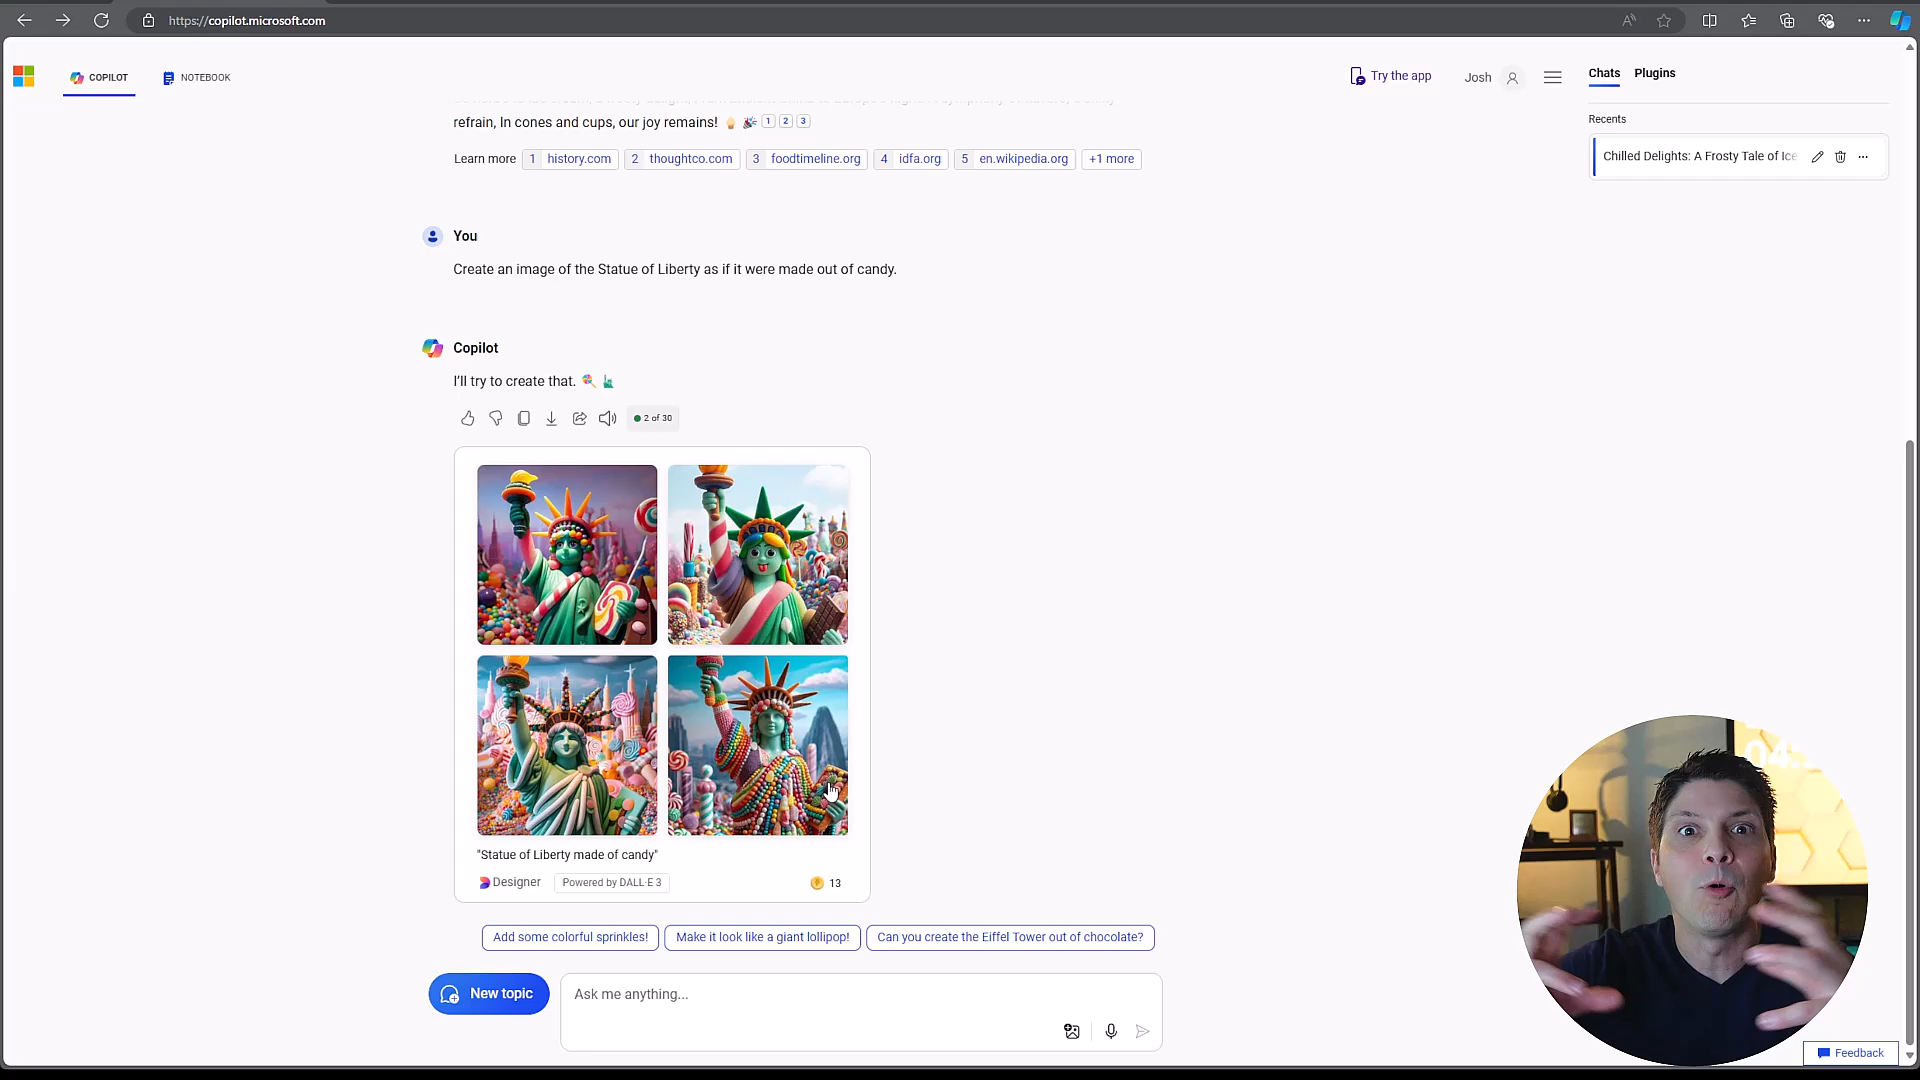 https://copilot.microsoft.com
COPILOT
NOTEBOOK
Try the app
Josh
Chats
Plugins
Recents
Chilled Delights: A Frosty Tale of Ice
refrain, In cones and cups, our joy remains! 1 2 3
Learn more 1 history.com 2 thoughtco.com 3 foodtimeline.org 4 idfa.org 5 en.wikipedia.org +1 more
You
Create an image of the Statue of Liberty as if it were made out of candy.
Copilot
I'll try to create that.
2 of 30
"Statue of Liberty made of candy"
Designer Powered by DALL·E 3 13
Add some colorful sprinkles! Make it look like a giant lollipop! Can you create the Eiffel Tower out of chocolate?
New topic
Ask me anything...
Feedback